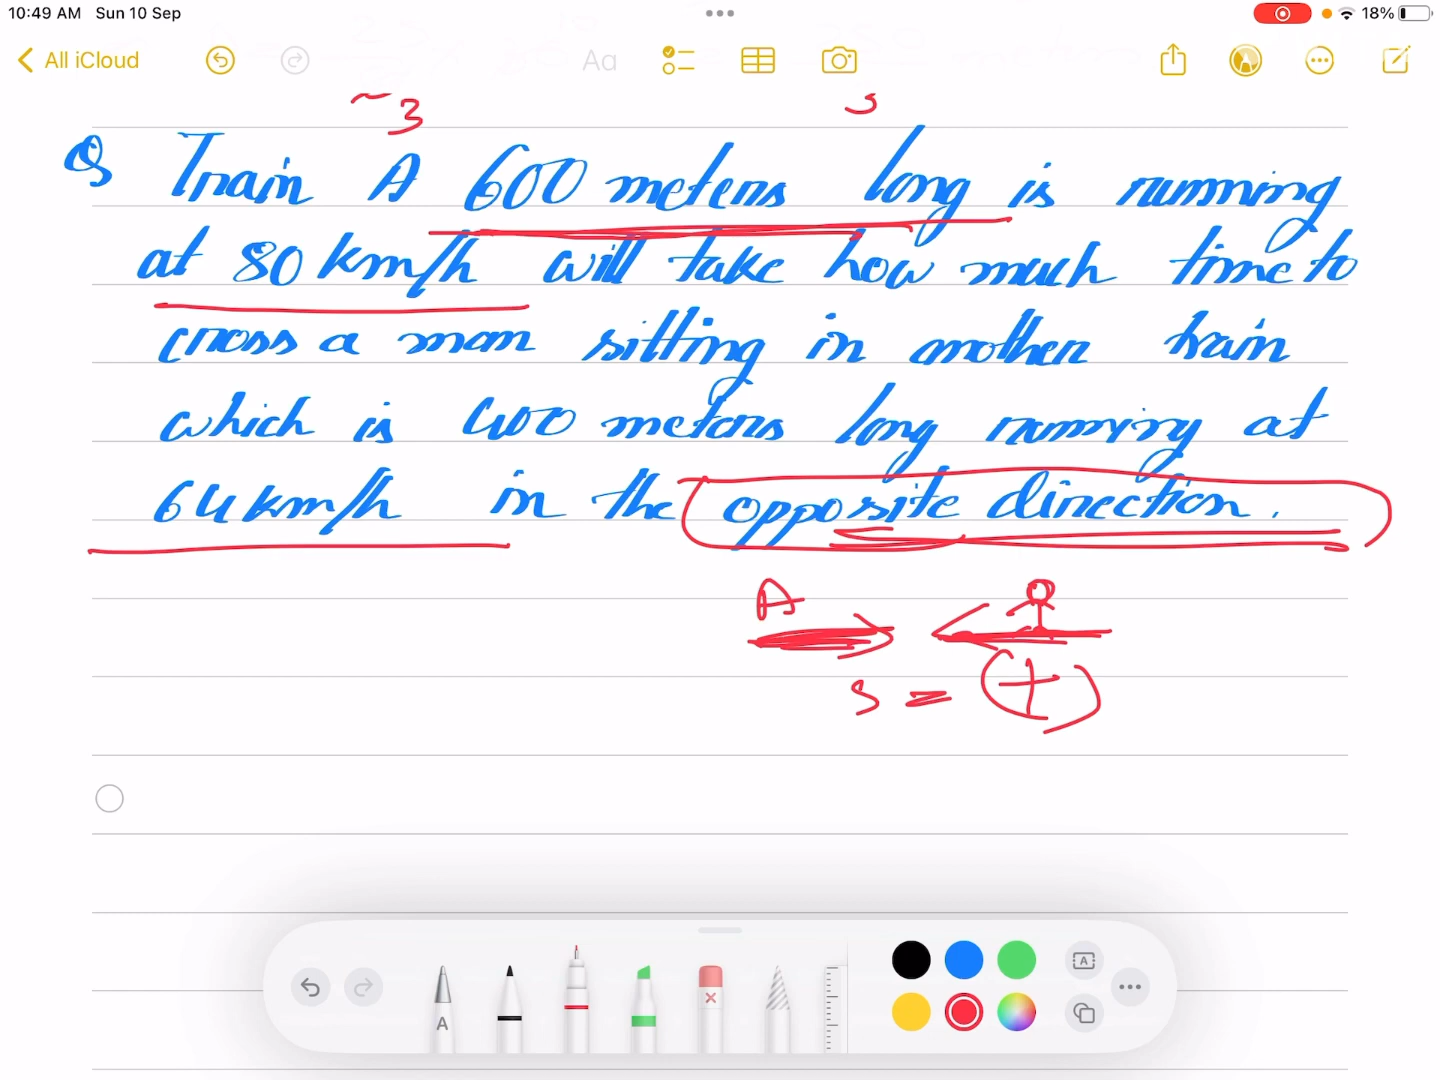 10:49 AM Sun 10 Sep
18%
All iCloud
Aa
3
Q Train A 600 meters long is running
at 80 km/h will take how much time to
cross a man sitting in another train
which is 400 meters long running at
64 km/h in the opposite direction.
A
s = (+)
A
A